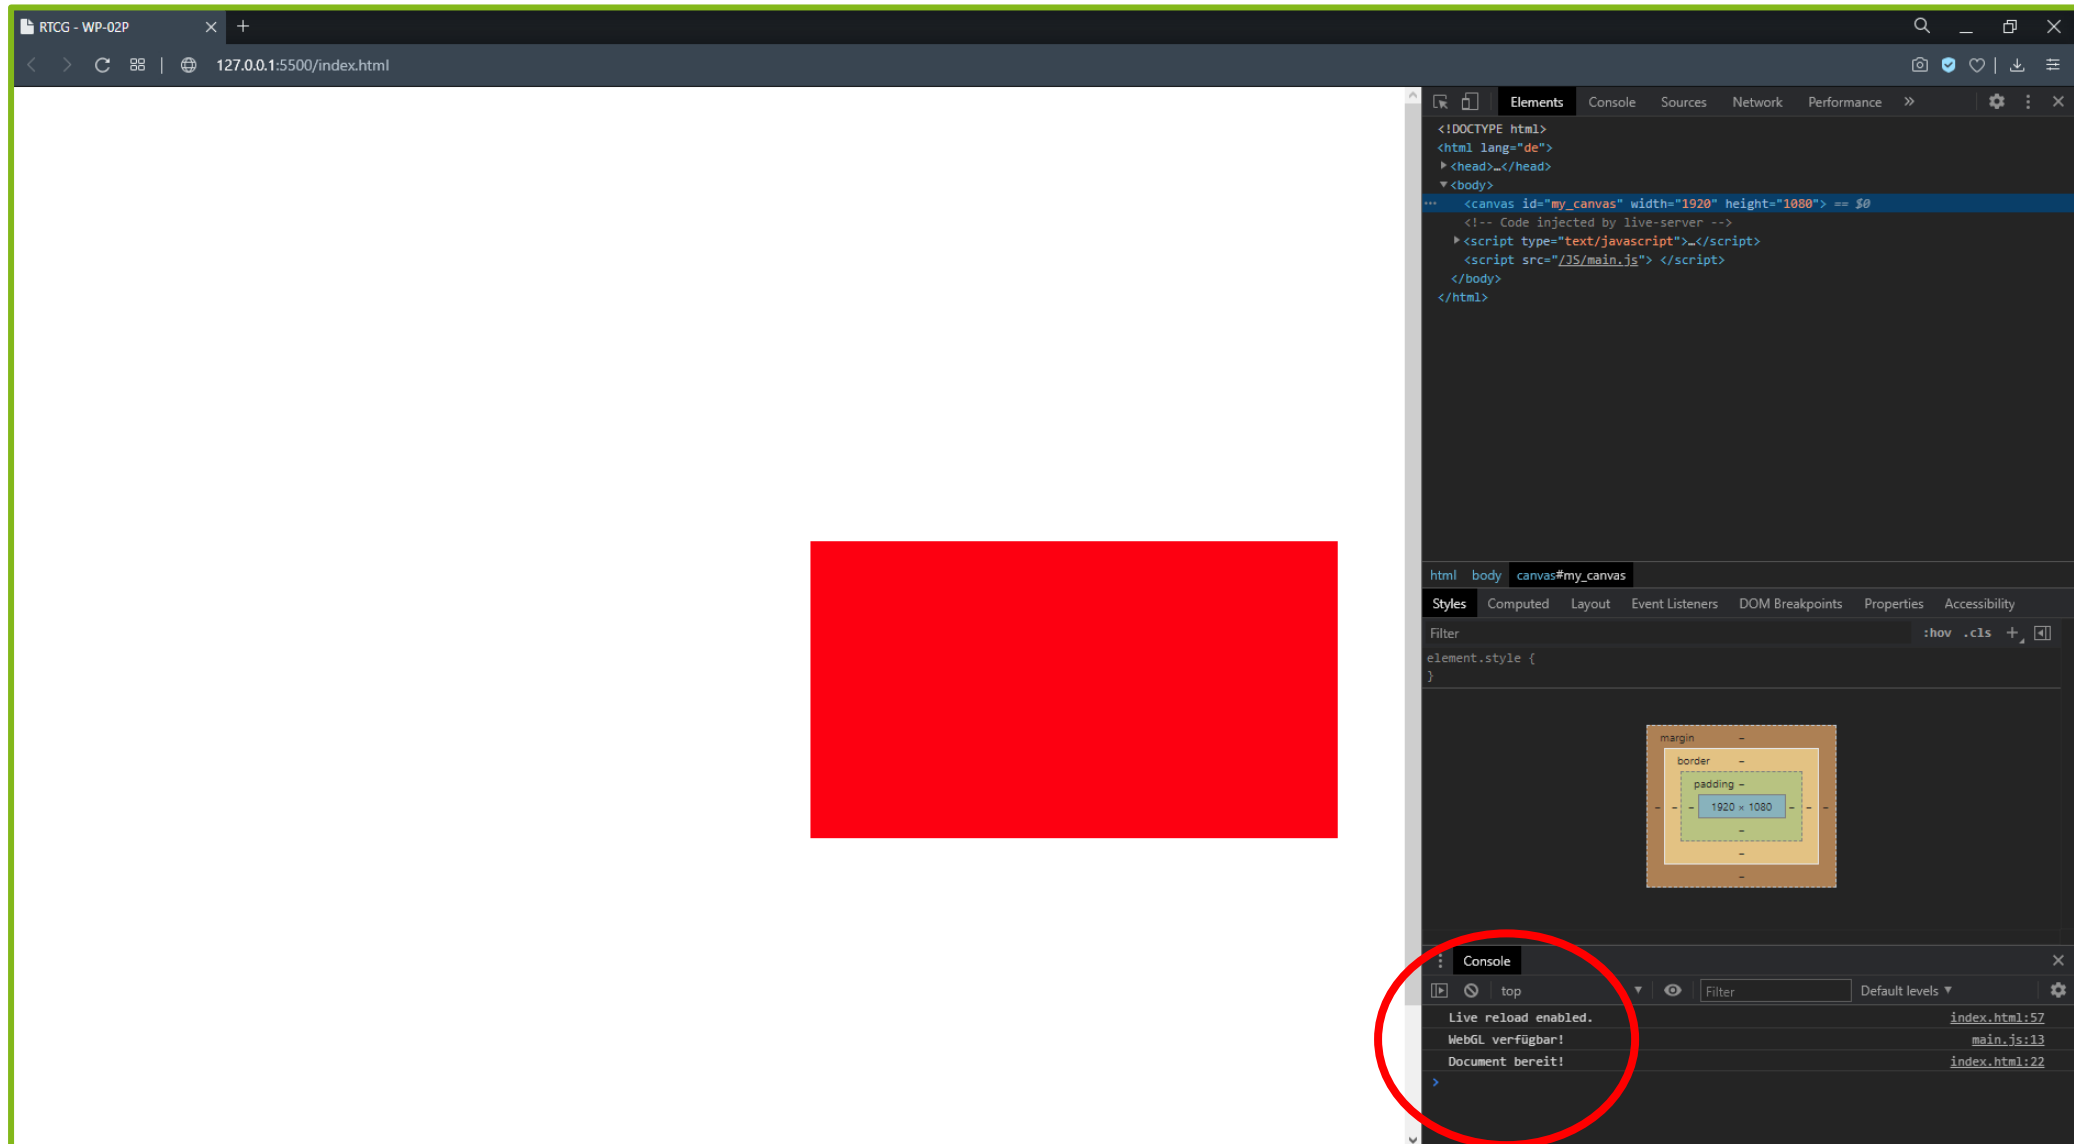 RTCG - WP-02P
127.0.0.1:5500/index.html
Elements Console Sources Network Performance »
<!DOCTYPE html>
<html lang="de">
<head>…</head>
<body>
<canvas id="my_canvas" width="1920" height="1080"> == $0
<!-- Code injected by live-server -->
<script type="text/javascript">…</script>
<script src="/JS/main.js"> </script>
</body>
</html>
html body canvas#my_canvas
Styles Computed Layout Event Listeners DOM Breakpoints Properties Accessibility
Filter :hov .cls +
element.style {
}
margin –
border –
padding –
– – – 1920 × 1080 – – –
–
–
–
Console
top Filter Default levels
Live reload enabled. index.html:57
WebGL verfügbar! main.js:13
Document bereit! index.html:22
>